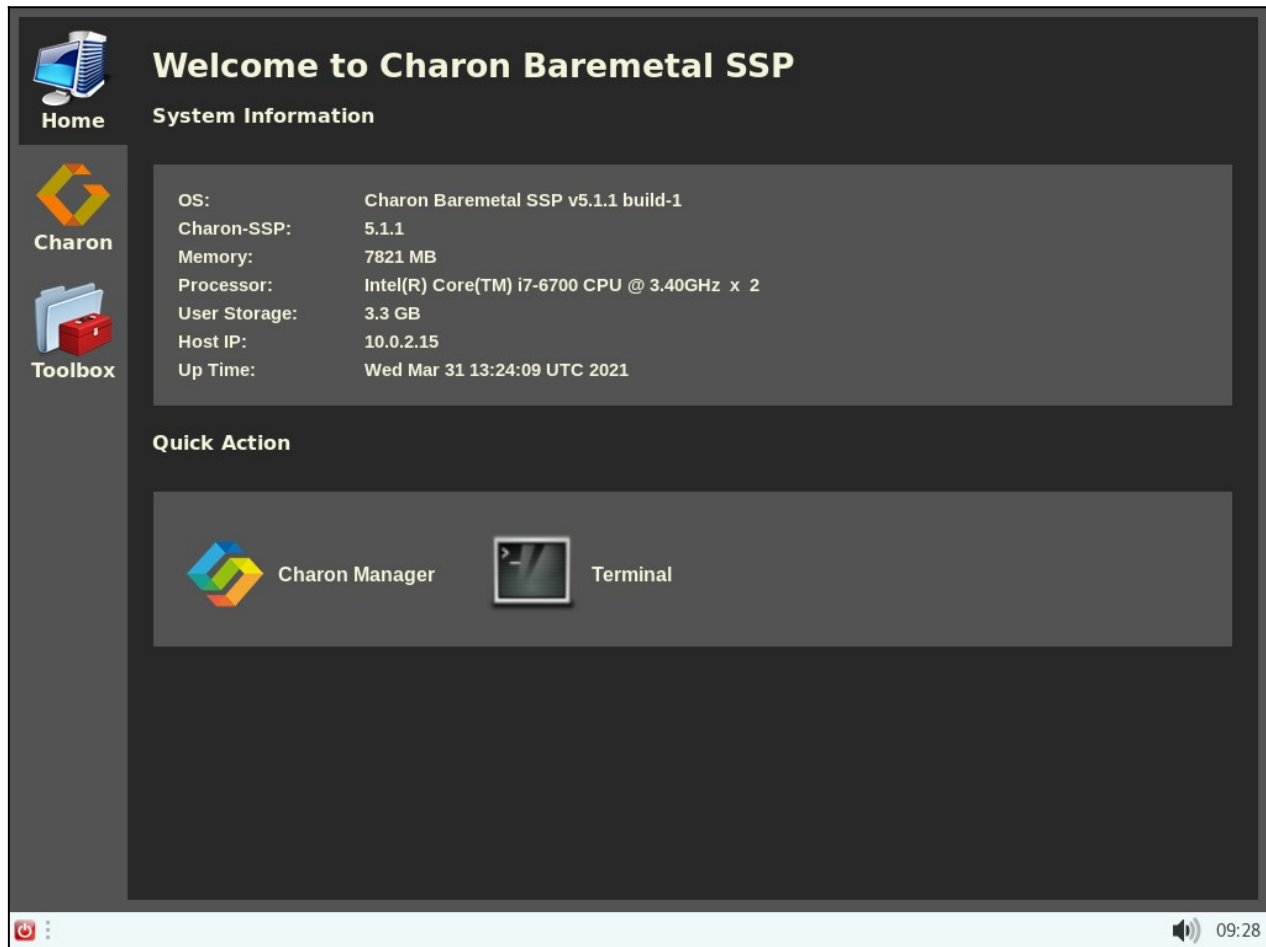 Welcome to Charon Baremetal SSP
Home
System Information
OS: Charon Baremetal SSP v5.1.1 build-1
Charon-SSP: 5.1.1
Charon
Memory: 7821 MB
Processor: Intel(R) Core(TM) i7-6700 CPU @ 3.40GHz x 2
User Storage: 3.3 GB
Host IP: 10.0.2.15
Toolbox
Up Time: Wed Mar 31 13:24:09 UTC 2021
Quick Action
Charon Manager
>_
Terminal
09:28